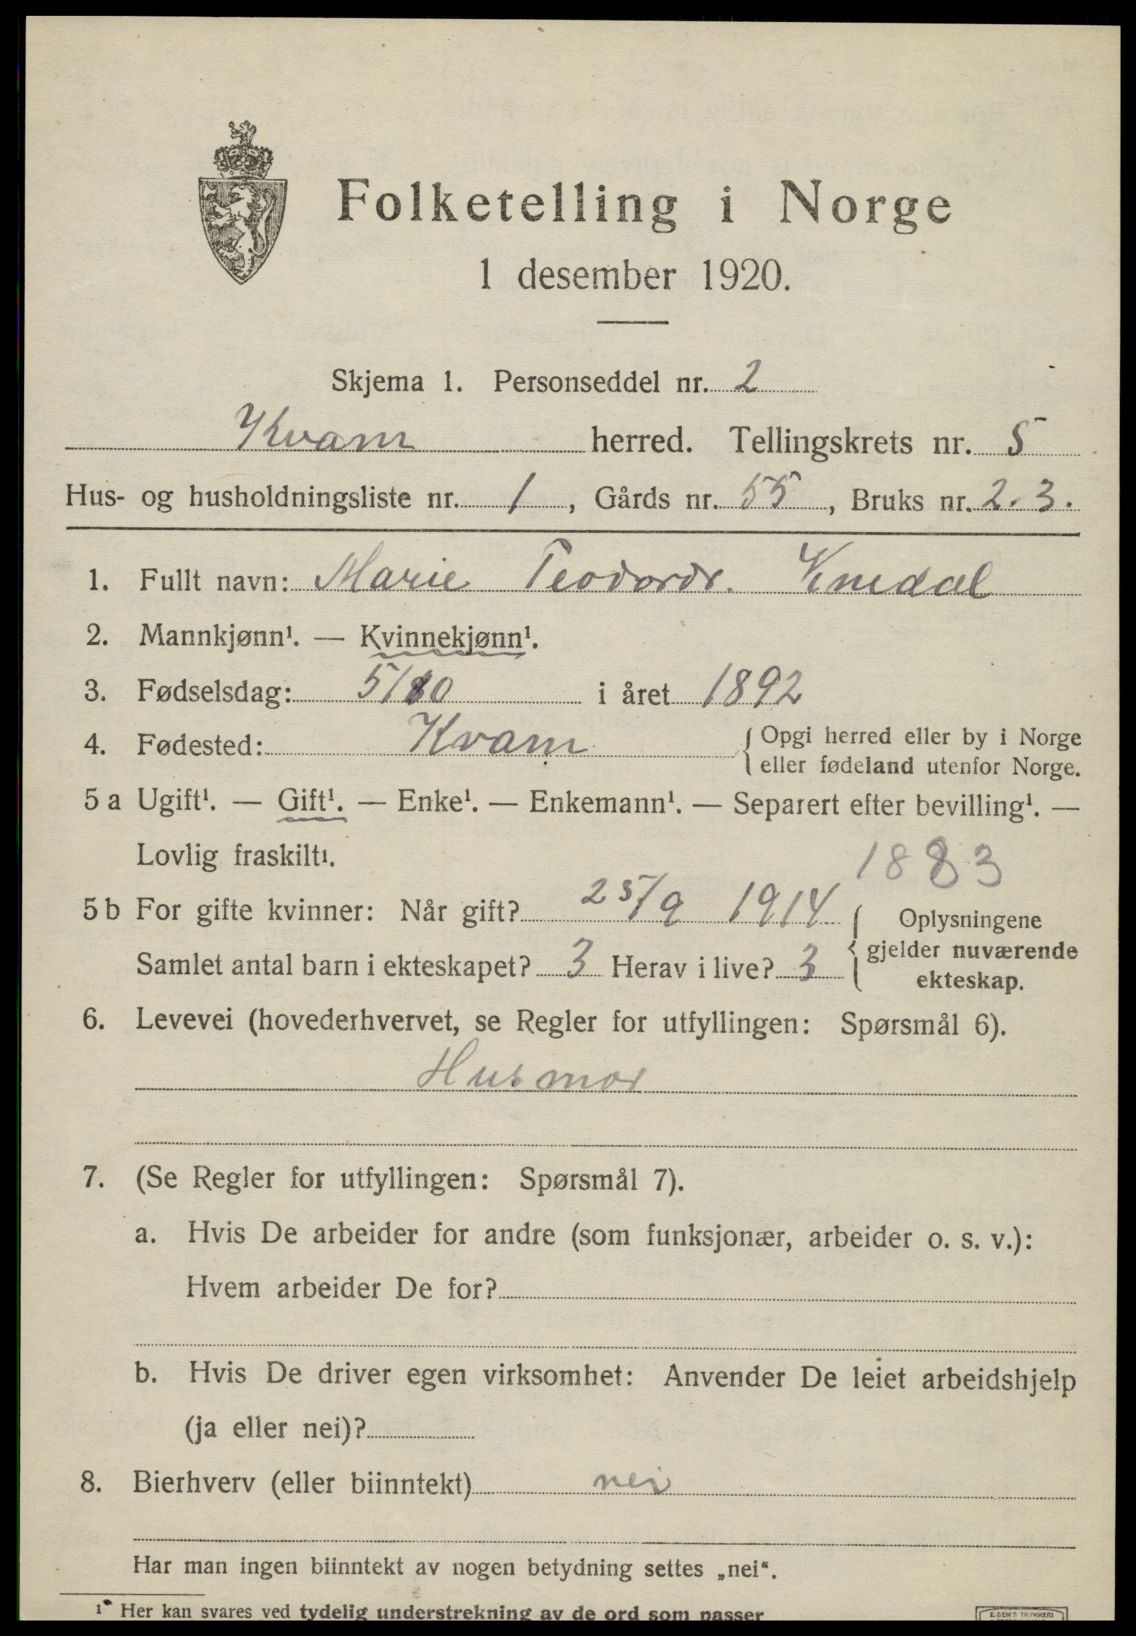 Folketelling i Norge
1 desember 1920.
Skjema 1. Personseddel nr. 2
Kvam herred. Tellingskrets nr. 5
Hus- og husholdningsliste nr. 1, Gårds nr. 55, Bruks nr. 2.3.
1. Fullt navn: Marie Teodordr.
2. Mannkjønn¹. — Kvinnekjønn¹.
3. Fødselsdag: 5/10 i året 1892
4. Fødested: Kvam { Opgi herred eller by i Norge
eller fødeland utenfor Norge.
5 a Ugift¹. — Gift¹. — Enke¹. — Enkemann¹. — Separert efter bevilling¹. —
Lovlig fraskilt¹.
1883
5 b For gifte kvinner: Når gift? 25/9 1914 { Oplysningene
gjelder nuværende
ekteskap.
Samlet antal barn i ekteskapet? 3 Herav i live? 3
6. Levevei (hovederhvervet, se Regler for utfyllingen: Spørsmål 6).
Husmor
7. (Se Regler for utfyllingen: Spørsmål 7).
a. Hvis De arbeider for andre (som funksjonær, arbeider o. s. v.):
Hvem arbeider De for?
b. Hvis De driver egen virksomhet: Anvender De leiet arbeidshjelp
(ja eller nei)?
8. Bierhverv (eller biinntekt) nei
Har man ingen biinntekt av nogen betydning settes „nei“.
¹ Her kan svares ved tydelig understrekning av de ord som passer